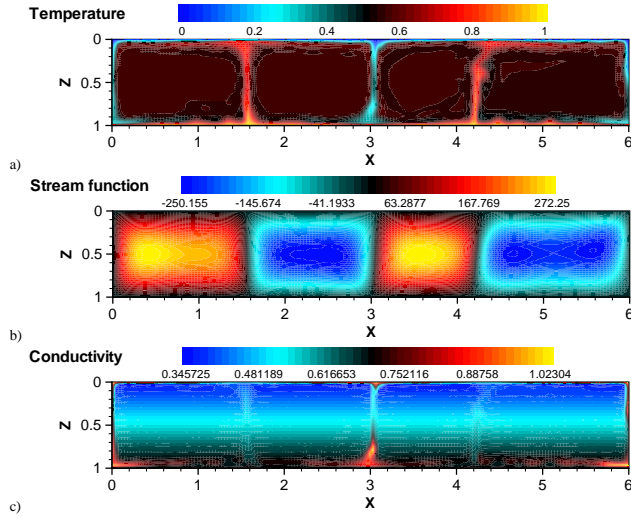 Temperature
0 0.2 0.4 0.6 0.8 1
0
0.5
1
Z
0 1 2 3 4 5 6
X
a)
Stream function
-250.155 -145.674 -41.1933 63.2877 167.769 272.25
0
0.5
1
Z
0 1 2 3 4 5 6
X
b)
Conductivity
0.345725 0.481189 0.616653 0.752116 0.88758 1.02304
0
0.5
1
Z
0 1 2 3 4 5 6
X
c)